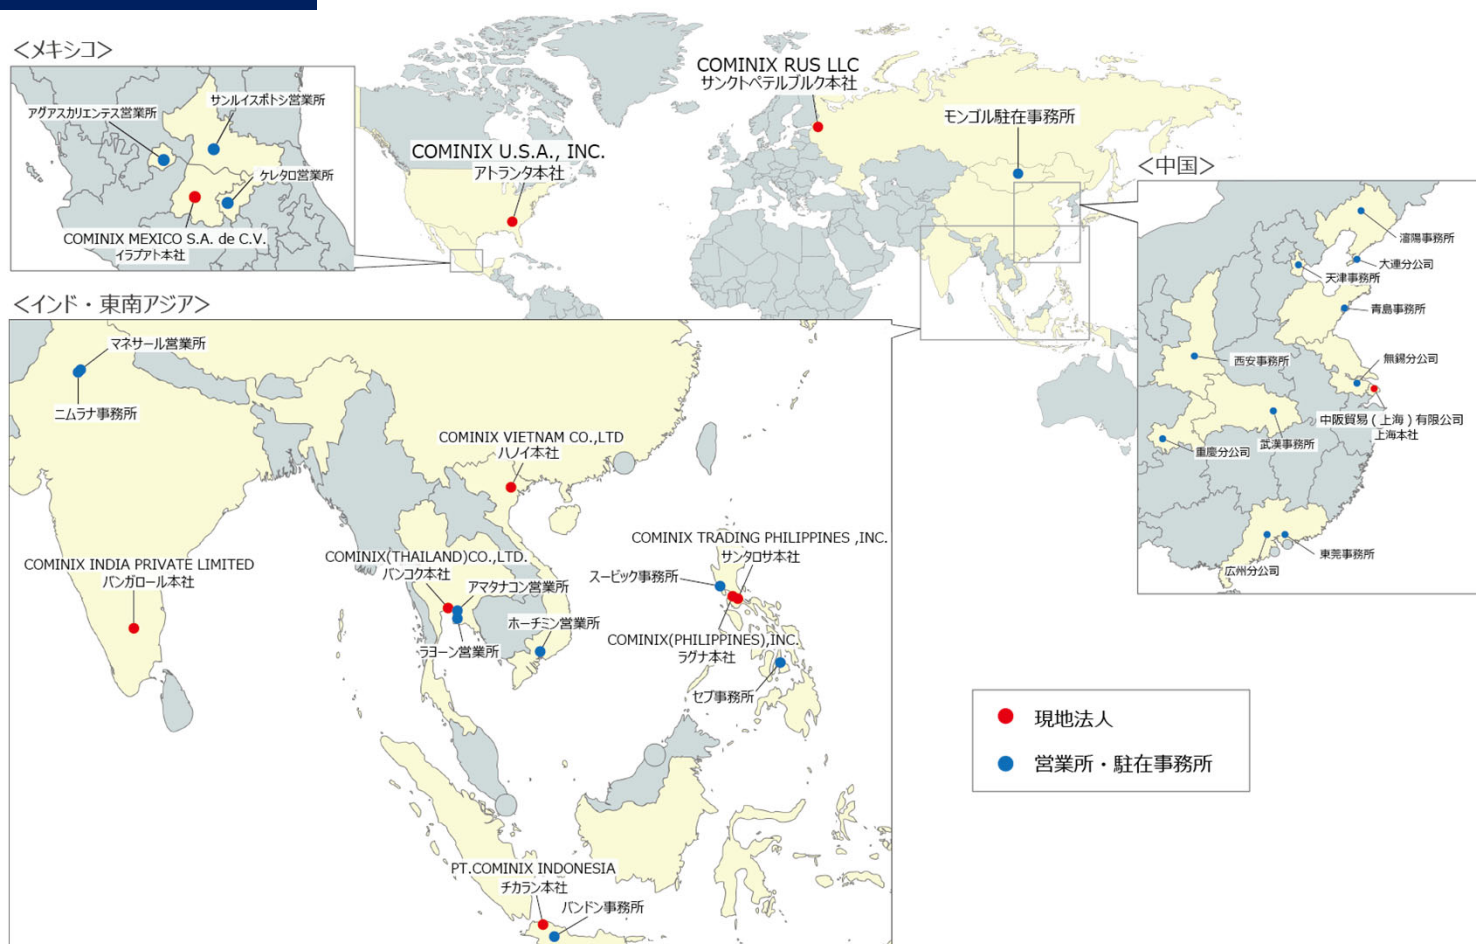 ＜メキシコ＞
アグアスカリエンテス営業所
サンルイスポトシ営業所
ケレタロ営業所
COMINIX MEXICO S.A. de C.V.
イラプアト本社
COMINIX U.S.A., INC.
アトランタ本社
COMINIX RUS LLC
サンクトペテルブルク本社
モンゴル駐在事務所
＜中国＞
瀋陽事務所
大連分公司
天津事務所
青島事務所
西安事務所
無錫分公司
中阪貿易（上海）有限公司
上海本社
武漢事務所
重慶分公司
東莞事務所
広州分公司
＜インド・東南アジア＞
マネサール営業所
ニムラナ事務所
COMINIX VIETNAM CO.,LTD
ハノイ本社
COMINIX INDIA PRIVATE LIMITED
バンガロール本社
COMINIX(THAILAND)CO.,LTD.
バンコク本社
アマタナコン営業所
ラヨーン営業所
ホーチミン営業所
COMINIX TRADING PHILIPPINES ,INC.
サンタロサ本社
スービック事務所
COMINIX(PHILIPPINES),INC.
ラグナ本社
セブ事務所
PT.COMINIX INDONESIA
チカラン本社
バンドン事務所
現地法人
営業所・駐在事務所